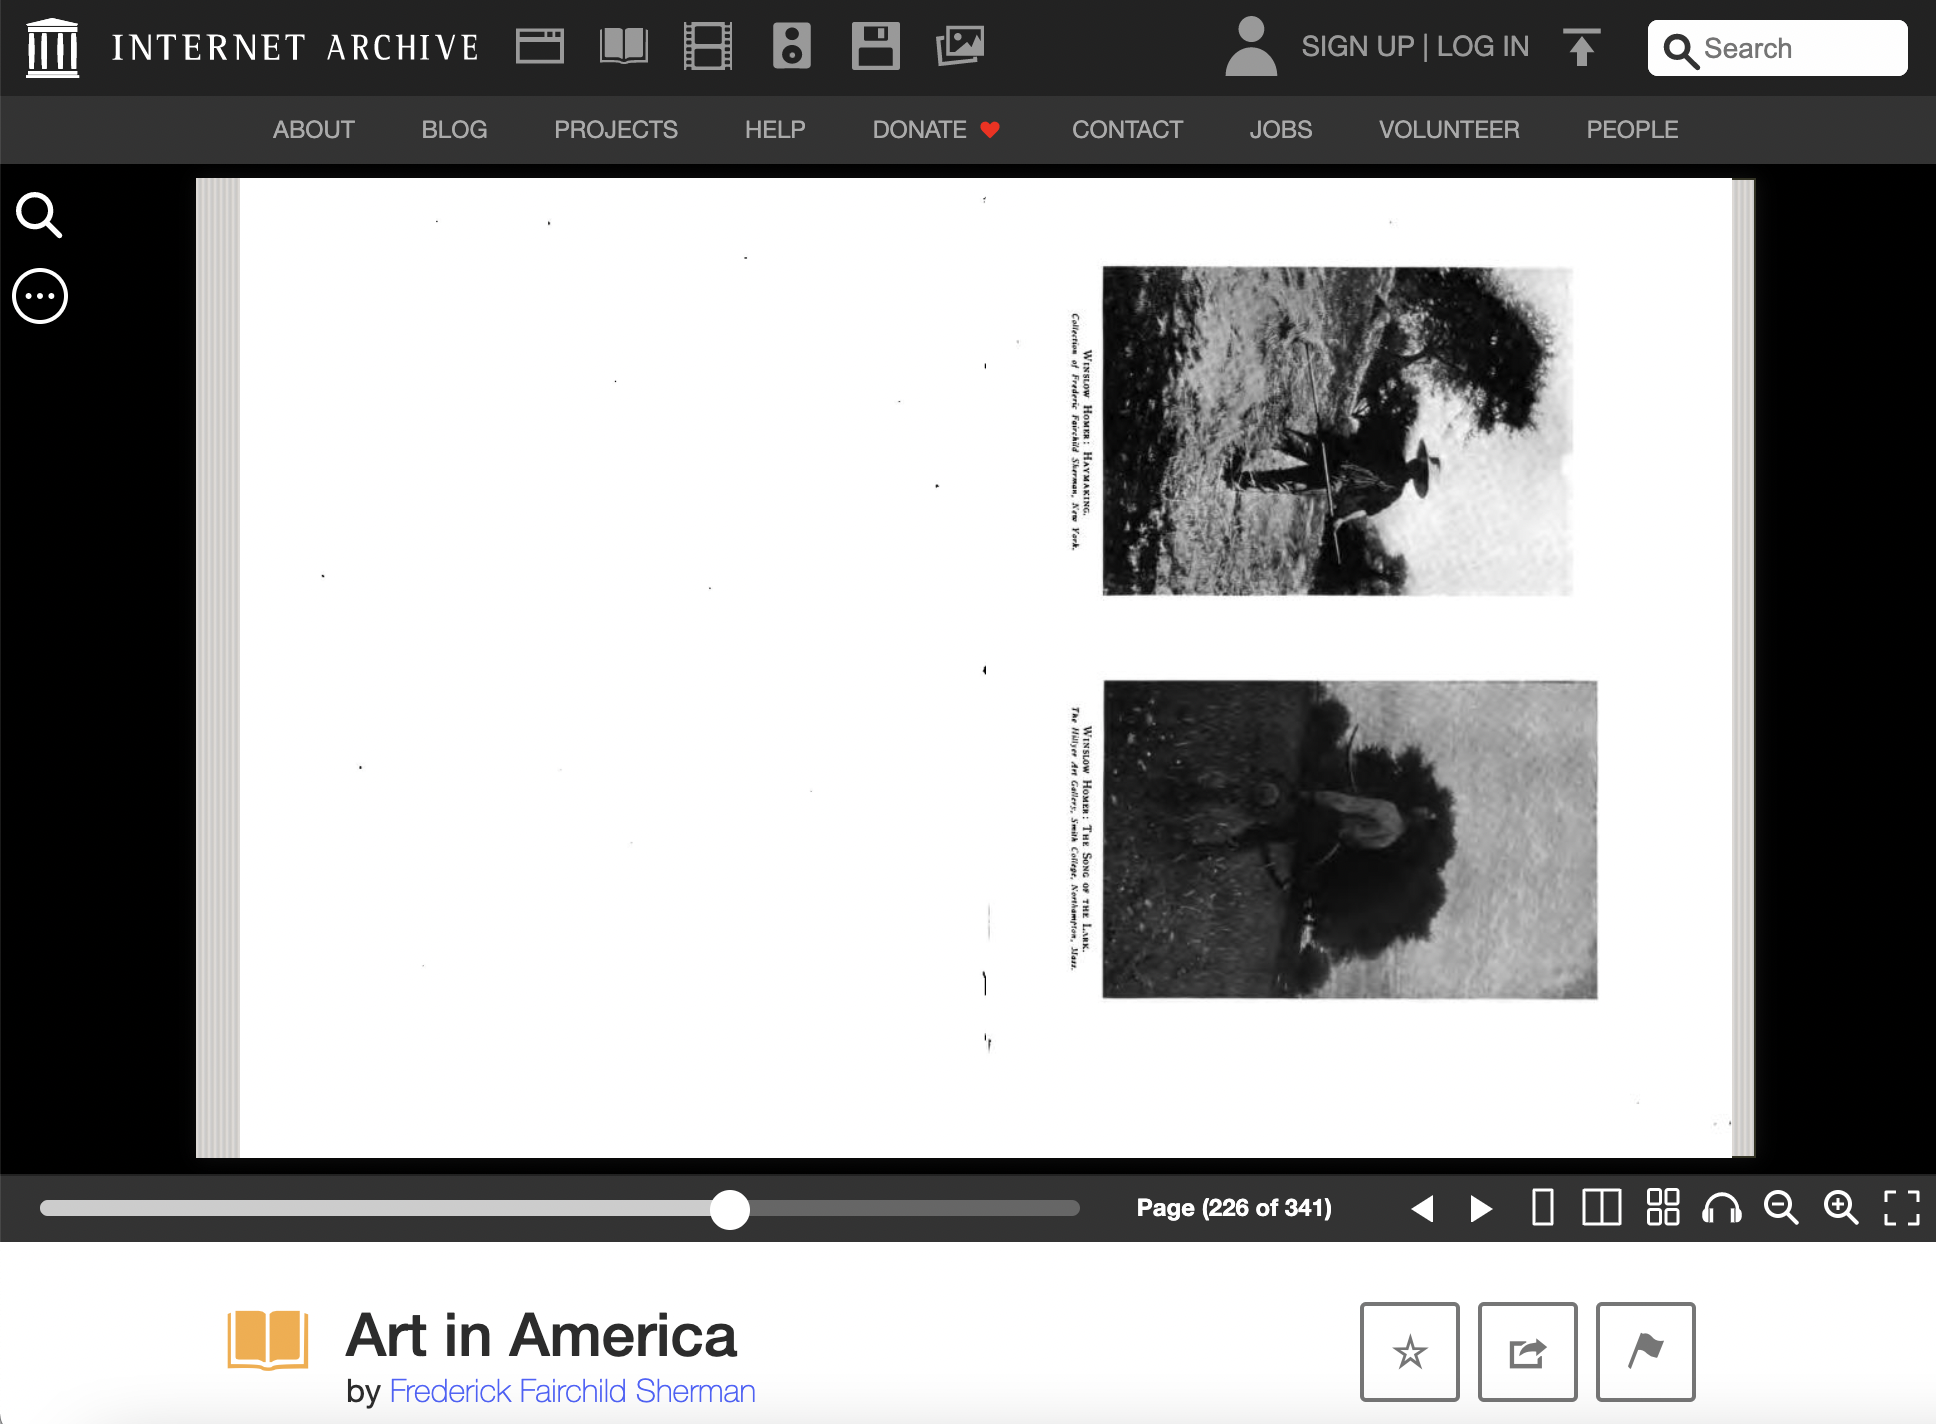 INTERNET ARCHIVE
SIGN UP | LOG IN
Search
ABOUT BLOG PROJECTS HELP DONATE CONTACT JOBS VOLUNTEER PEOPLE
WINSLOW HOMER: HAYMAKING.
Collection of Frederic Fairchild Sherman, New York.
WINSLOW HOMER: THE SONG OF THE LARK.
The Hillyer Art Gallery, Smith College, Northampton, Mass.
Page (226 of 341)
Art in America
by Frederick Fairchild Sherman